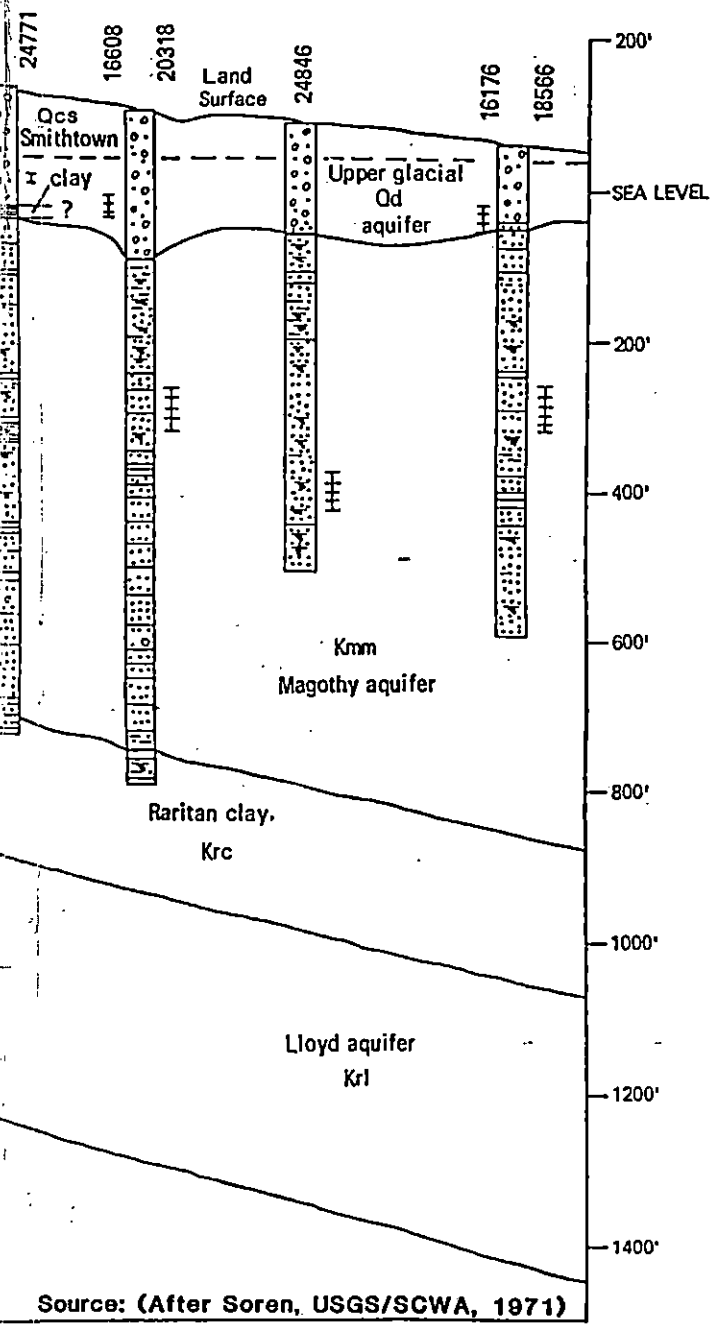 24771
16608
20318
24846
16176
18566
200'
Land
Surface
Qcs
Smithtown
clay
?
Upper glacial
Qd
aquifer
SEA LEVEL
200'
400'
Kmm
Magothy aquifer
600'
800'
Raritan clay.
Krc
1000'
Lloyd aquifer
Krl
1200'
1400'
Source: (After Soren, USGS/SCWA, 1971)